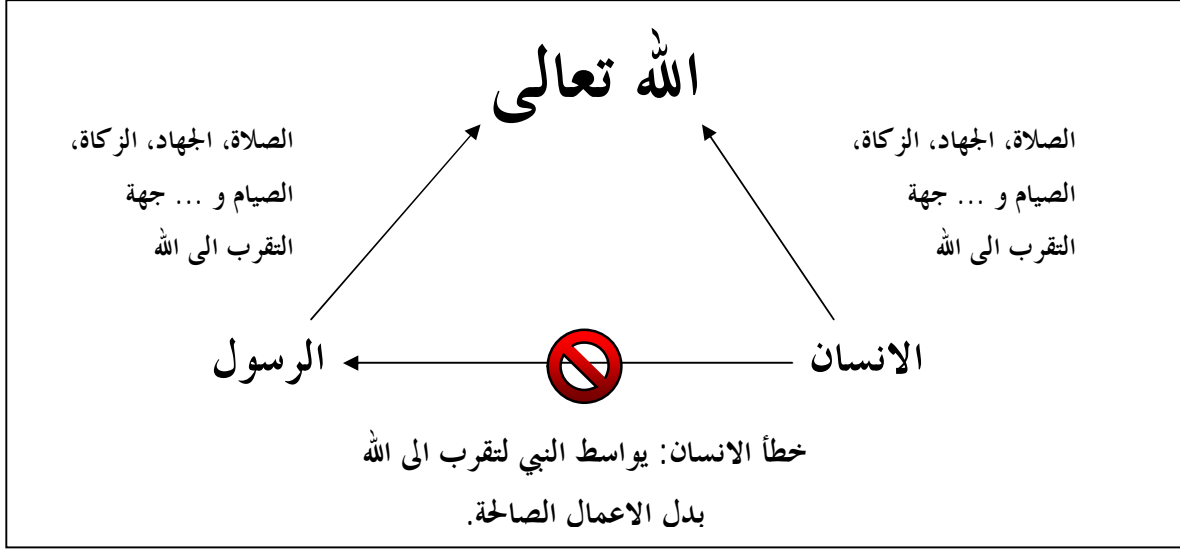 الله تعالى
الصلاة، الجهاد، الزكاة،
الصيام و ... جهة
التقرب الى الله
الصلاة، الجهاد، الزكاة،
الصيام و ... جهة
التقرب الى الله
الانسان
الرسول
خطأ الانسان: يواسط النبي لتقرب الى الله
بدل الاعمال الصالحة.